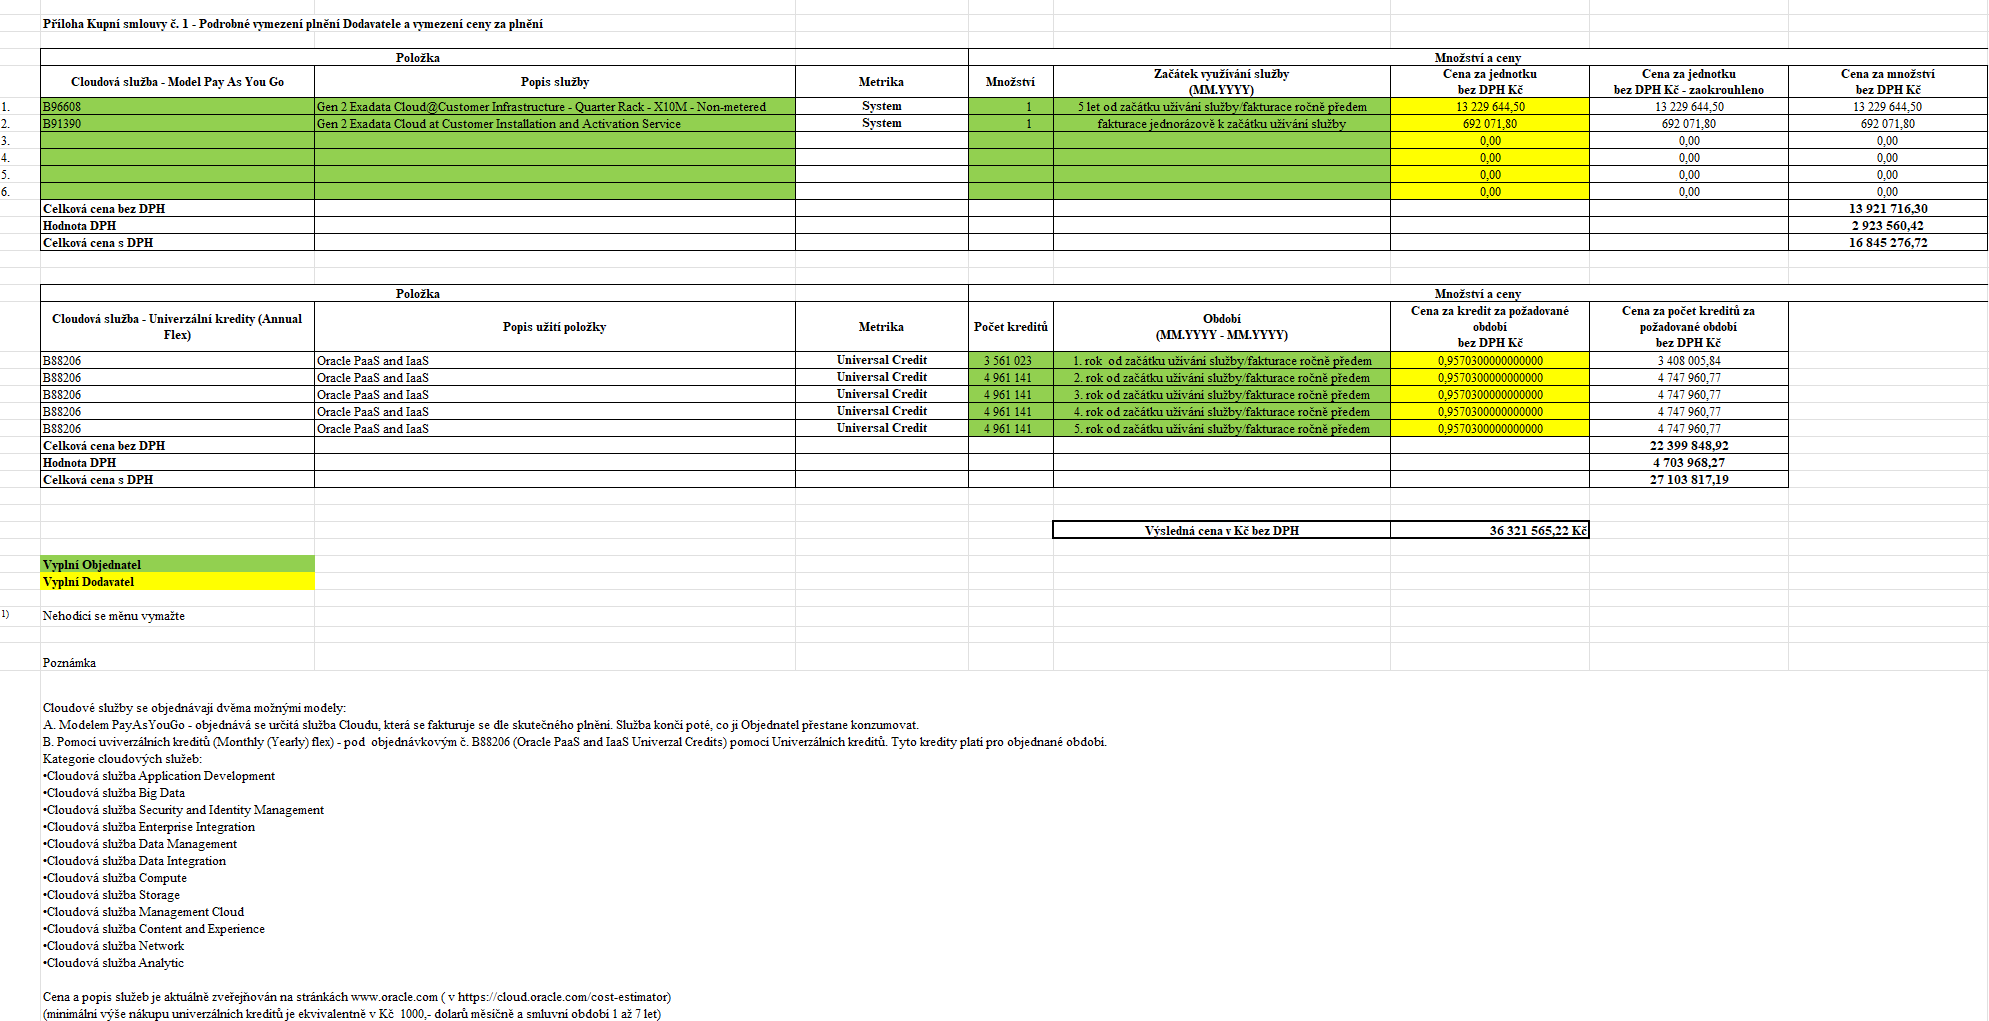 Příloha Kupní smlouvy č. 1 - Podrobné vymezení plnění Dodavatele a vymezení ceny za plnění
Položka Množství a ceny
Cloudová služba - Model Pay As You Go Popis služby Metrika Množství Začátek využívání služby (MM.YYYY) Cena za jednotku bez DPH Kč Cena za jednotku bez DPH Kč - zaokrouhleno Cena za množství bez DPH Kč
1. B96608 Gen 2 Exadata Cloud@Customer Infrastructure - Quarter Rack - X10M - Non-metered System 1 5 let od začátku užívání služby/fakturace ročně předem 13 229 644,50 13 229 644,50 13 229 644,50
2. B91390 Gen 2 Exadata Cloud at Customer Installation and Activation Service System 1 fakturace jednorázově k začátku užívání služby 692 071,80 692 071,80 692 071,80
3. 0,00 0,00 0,00
4. 0,00 0,00 0,00
5. 0,00 0,00 0,00
6. 0,00 0,00 0,00
Celková cena bez DPH 13 921 716,30
Hodnota DPH 2 923 560,42
Celková cena s DPH 16 845 276,72
Položka Množství a ceny
Cloudová služba - Univerzální kredity (Annual Flex) Popis užití položky Metrika Počet kreditů Období (MM.YYYY - MM.YYYY) Cena za kredit za požadované období bez DPH Kč Cena za počet kreditů za požadované období bez DPH Kč
B88206 Oracle PaaS and IaaS Universal Credit 3 561 023 1. rok  od začátku užívání služby/fakturace ročně předem 0,9570300000000000 3 408 005,84
B88206 Oracle PaaS and IaaS Universal Credit 4 961 141 2. rok od začátku užívání služby/fakturace ročně předem 0,9570300000000000 4 747 960,77
B88206 Oracle PaaS and IaaS Universal Credit 4 961 141 3. rok od začátku užívání služby/fakturace ročně předem 0,9570300000000000 4 747 960,77
B88206 Oracle PaaS and IaaS Universal Credit 4 961 141 4. rok od začátku užívání služby/fakturace ročně předem 0,9570300000000000 4 747 960,77
B88206 Oracle PaaS and IaaS Universal Credit 4 961 141 5. rok od začátku užívání služby/fakturace ročně předem 0,9570300000000000 4 747 960,77
Celková cena bez DPH 22 399 848,92
Hodnota DPH 4 703 968,27
Celková cena s DPH 27 103 817,19
Výsledná cena v Kč bez DPH 36 321 565,22 Kč
Vyplní Objednatel
Vyplní Dodavatel
1) Nehodící se měnu vymažte
Poznámka
Cloudové služby se objednávají dvěma možnými modely:
A. Modelem PayAsYouGo - objednává se určitá služba Cloudu, která se fakturuje se dle skutečného plnění. Služba končí poté, co ji Objednatel přestane konzumovat.
B. Pomocí uviverzálních kreditů (Monthly (Yearly) flex) - pod  objednávkovým č. B88206 (Oracle PaaS and IaaS Univerzal Credits) pomocí Univerzálních kreditů. Tyto kredity platí pro objednané období.
Kategorie cloudových služeb:
•Cloudová služba Application Development
•Cloudová služba Big Data
•Cloudová služba Security and Identity Management
•Cloudová služba Enterprise Integration
•Cloudová služba Data Management
•Cloudová služba Data Integration
•Cloudová služba Compute
•Cloudová služba Storage
•Cloudová služba Management Cloud
•Cloudová služba Content and Experience
•Cloudová služba Network
•Cloudová služba Analytic
Cena a popis služeb je aktuálně zveřejňován na stránkách www.oracle.com ( v https://cloud.oracle.com/cost-estimator)
(minimální výše nákupu univerzálních kreditů je ekvivalentně v Kč  1000,- dolarů měsíčně a smluvní období 1 až 7 let)